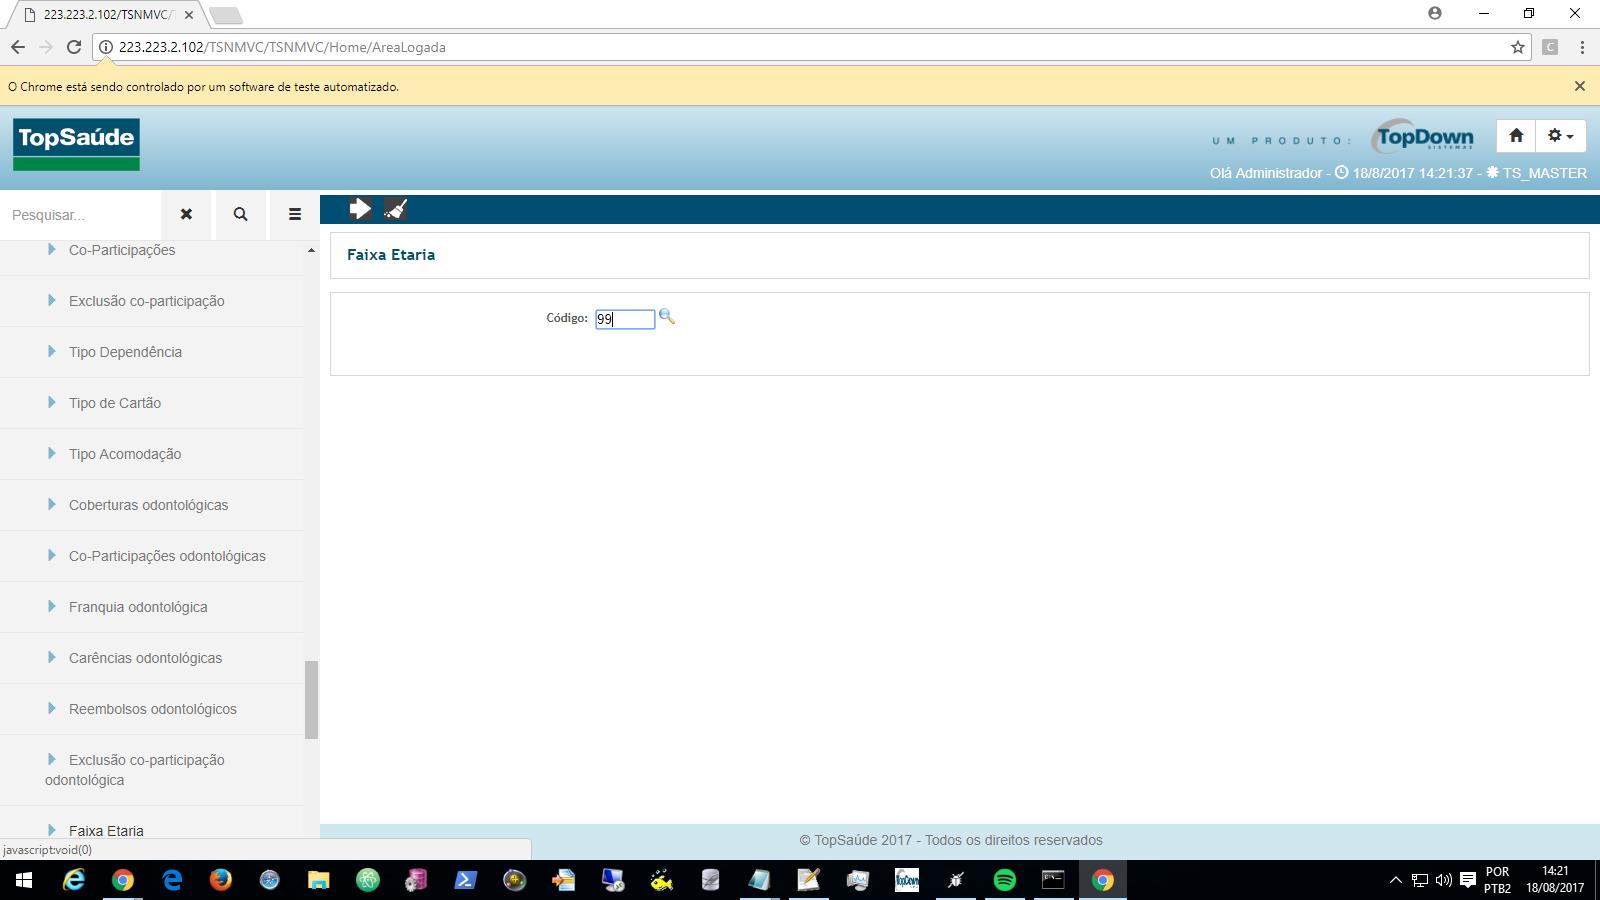 223.223.2.102/TSNMVC/T
223.223.2.102/TSNMVC/TSNMVC/Home/AreaLogada
C
O Chrome está sendo controlado por um software de teste automatizado.
TopSaúde
UM PRODUTO:
TopDown
SISTEMAS
Olá Administrador - 18/8/2017 14:21:37 - TS_MASTER
Pesquisar...
Co-Participações
Exclusão co-participação
Tipo Dependência
Tipo de Cartão
Tipo Acomodação
Coberturas odontológicas
Co-Participações odontológicas
Franquia odontológica
Carências odontológicas
Reembolsos odontológicos
Exclusão co-participação
odontológica
Faixa Etaria
Faixa Etaria
Código: 99
© TopSaúde 2017 - Todos os direitos reservados
javascript:void(0)
TopDown
POR
PTB2
14:21
18/08/2017